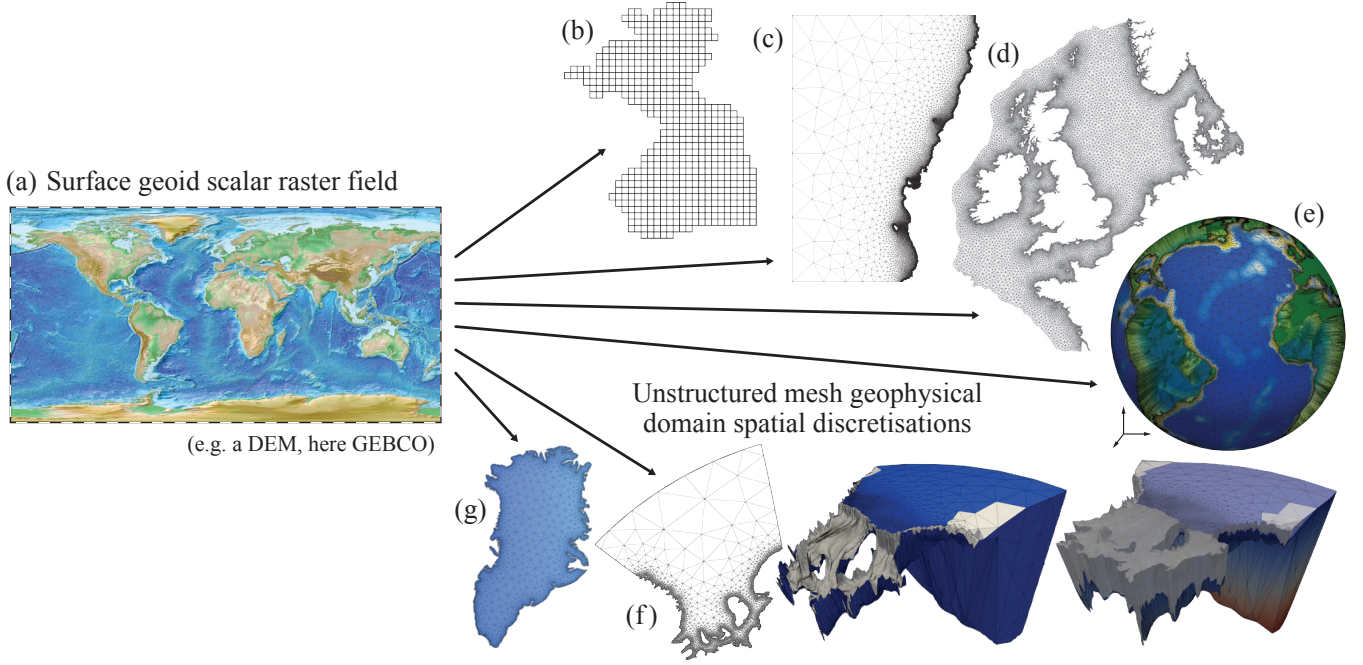 (b)
(c)
(d)
(a) Surface geoid scalar raster field
(e)
Unstructured mesh geophysical
domain spatial discretisations
(e.g. a DEM, here GEBCO)
(g)
(f)